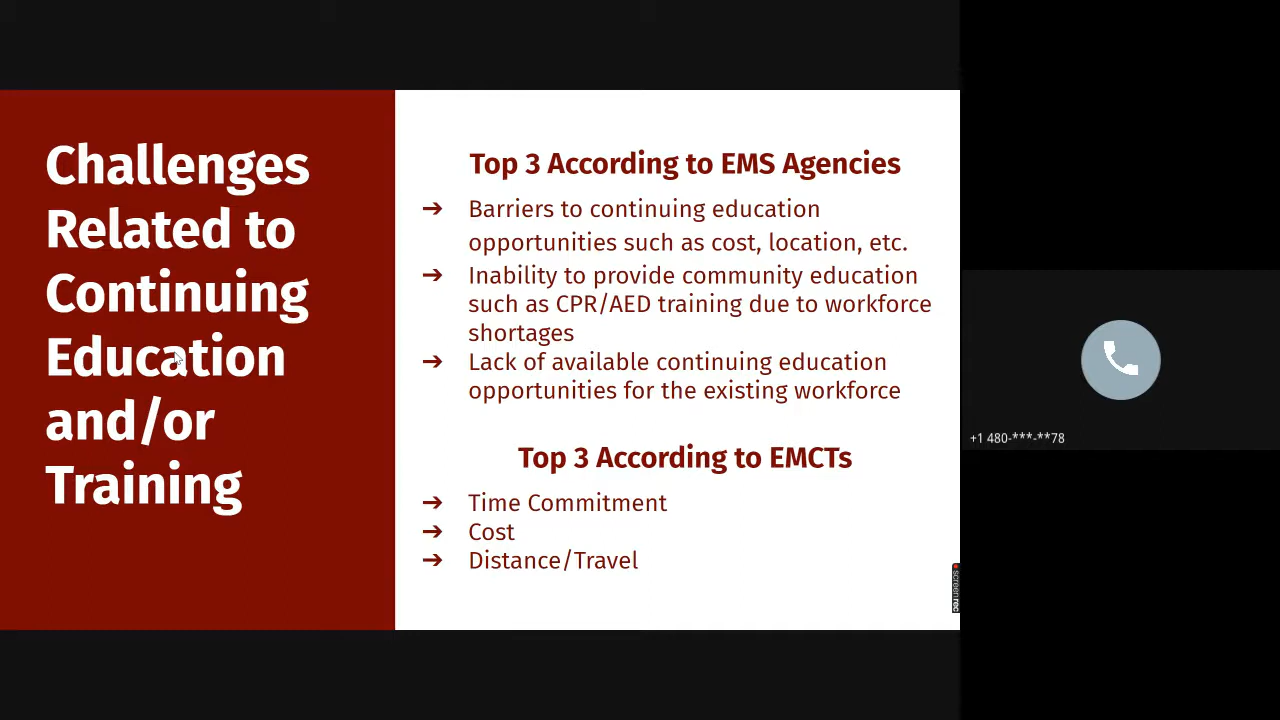 Challenges
Related to
Continuing
Education
and/or
Training
Top 3 According to EMS Agencies
➔ Barriers to continuing education
opportunities such as cost, location, etc.
➔ Inability to provide community education
such as CPR/AED training due to workforce
shortages
➔ Lack of available continuing education
opportunities for the existing workforce
Top 3 According to EMCTs
➔ Time Commitment
➔ Cost
➔ Distance/Travel
screenrec
+1 480-***-**78